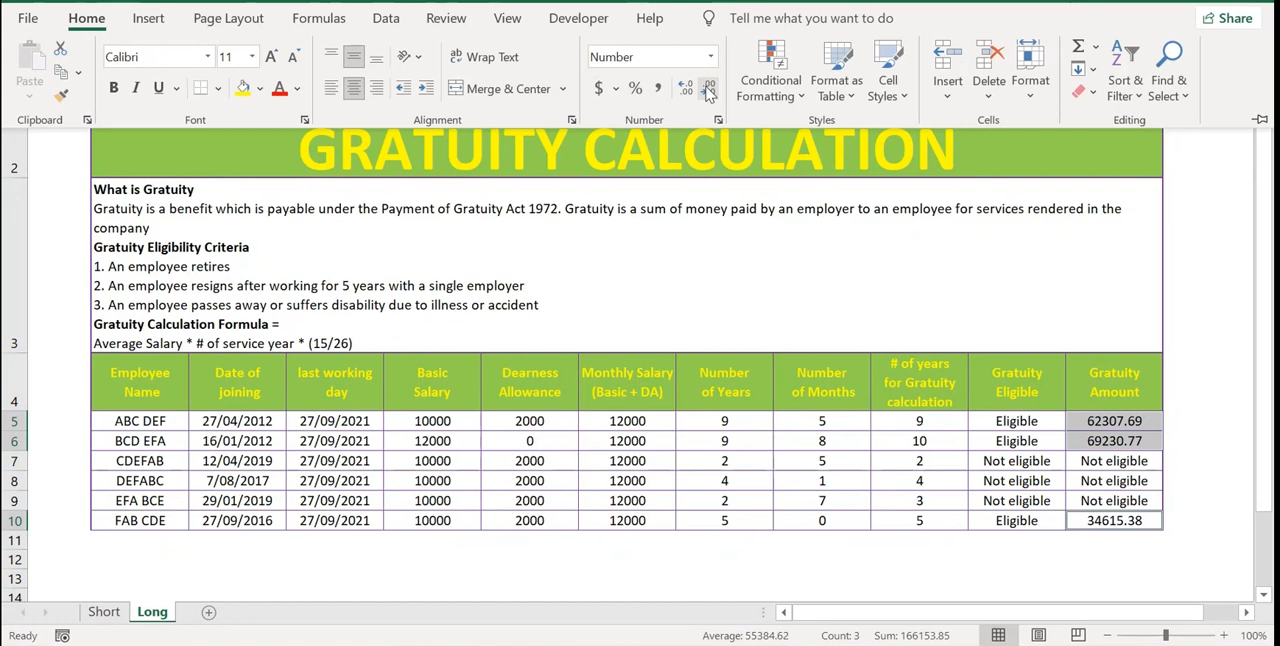 File Home Insert Page Layout Formulas Data Review View Developer Help Tell me what you want to do Share
Calibri 11 Wrap Text Number
Paste B I U Merge & Center $ % , Conditional Formatting Format as Table Cell Styles Insert Delete Format Sort & Filter Find & Select
Clipboard Font Alignment Number Styles Cells Editing
2 GRATUITY CALCULATION
What is Gratuity
Gratuity is a benefit which is payable under the Payment of Gratuity Act 1972. Gratuity is a sum of money paid by an employer to an employee for services rendered in the
company
Gratuity Eligibility Criteria
1. An employee retires
2. An employee resigns after working for 5 years with a single employer
3. An employee passes away or suffers disability due to illness or accident
Gratuity Calculation Formula =
3 Average Salary * # of service year * (15/26)
4 Employee Name Date of joining last working day Basic Salary Dearness Allowance Monthly Salary (Basic + DA) Number of Years Number of Months # of years for Gratuity calculation Gratuity Eligible Gratuity Amount
5 ABC DEF 27/04/2012 27/09/2021 10000 2000 12000 9 5 9 Eligible 62307.69
6 BCD EFA 16/01/2012 27/09/2021 12000 0 12000 9 8 10 Eligible 69230.77
7 CDEFAB 12/04/2019 27/09/2021 10000 2000 12000 2 5 2 Not eligible Not eligible
8 DEFABC 7/08/2017 27/09/2021 10000 2000 12000 4 1 4 Not eligible Not eligible
9 EFA BCE 29/01/2019 27/09/2021 10000 2000 12000 2 7 3 Not eligible Not eligible
10 FAB CDE 27/09/2016 27/09/2021 10000 2000 12000 5 0 5 Eligible 34615.38
11
12
13
14
Short Long
Ready Average: 55384.62 Count: 3 Sum: 166153.85 100%